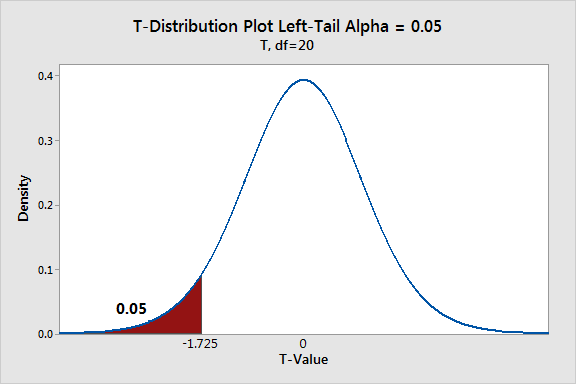 T-Distribution Plot Left-Tail Alpha = 0.05
T, df=20
0.4
0.3
0.2
0.1
0.0
Density
0.05
-1.725
0
T-Value